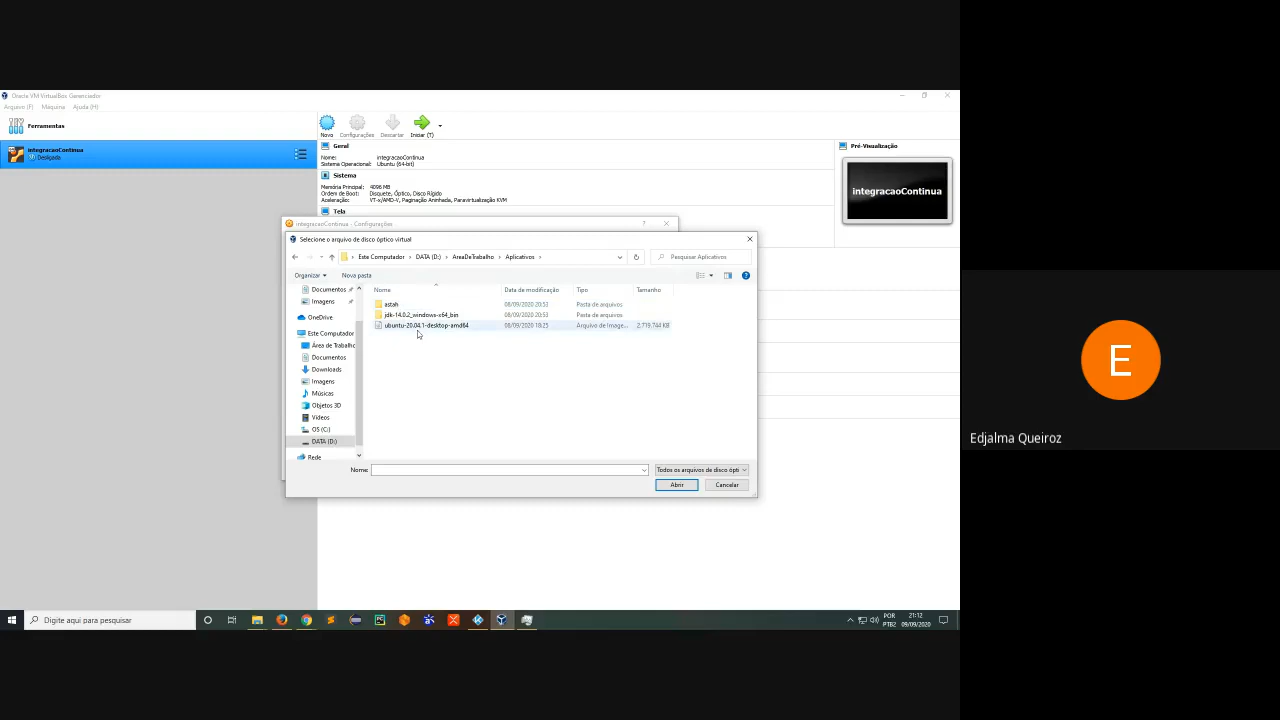 Oracle VM VirtualBox Gerenciador
Arquivo (F) Máquina Ajuda (H)
Ferramentas
integracaoContinua
Desligada
Novo Configurações Descartar Iniciar (T)
Geral
Nome: integracaoContinua
Sistema Operacional: Ubuntu (64-bit)
Sistema
Memória Principal: 4096 MB
Ordem de Boot: Disquete, Óptico, Disco Rígido
Aceleração: VT-x/AMD-V, Paginação Aninhada, Paravirtualização KVM
Tela
Pré-Visualização
integracaoContinua
integracaoContinua - Configurações
Selecione o arquivo de disco óptico virtual
Este Computador DATA (D:) AreaDeTrabalho Aplicativos
Pesquisar Aplicativos
Organizar Nova pasta
Nome Data de modificação Tipo Tamanho
astah 08/09/2020 20:53 Pasta de arquivos
jdk-14.0.2_windows-x64_bin 08/09/2020 20:53 Pasta de arquivos
ubuntu-20.04.1-desktop-amd64 08/09/2020 18:25 Arquivo de Image... 2.719.744 KB
Documentos
Imagens
OneDrive
Este Computador
Área de Trabalho
Documentos
Downloads
Imagens
Músicas
Objetos 3D
Vídeos
OS (C:)
DATA (D:)
Rede
Nome:
Todos os arquivos de disco ópti
Abrir Cancelar
Digite aqui para pesquisar
POR
PTB2
21:12
09/09/2020
E
Edjalma Queiroz